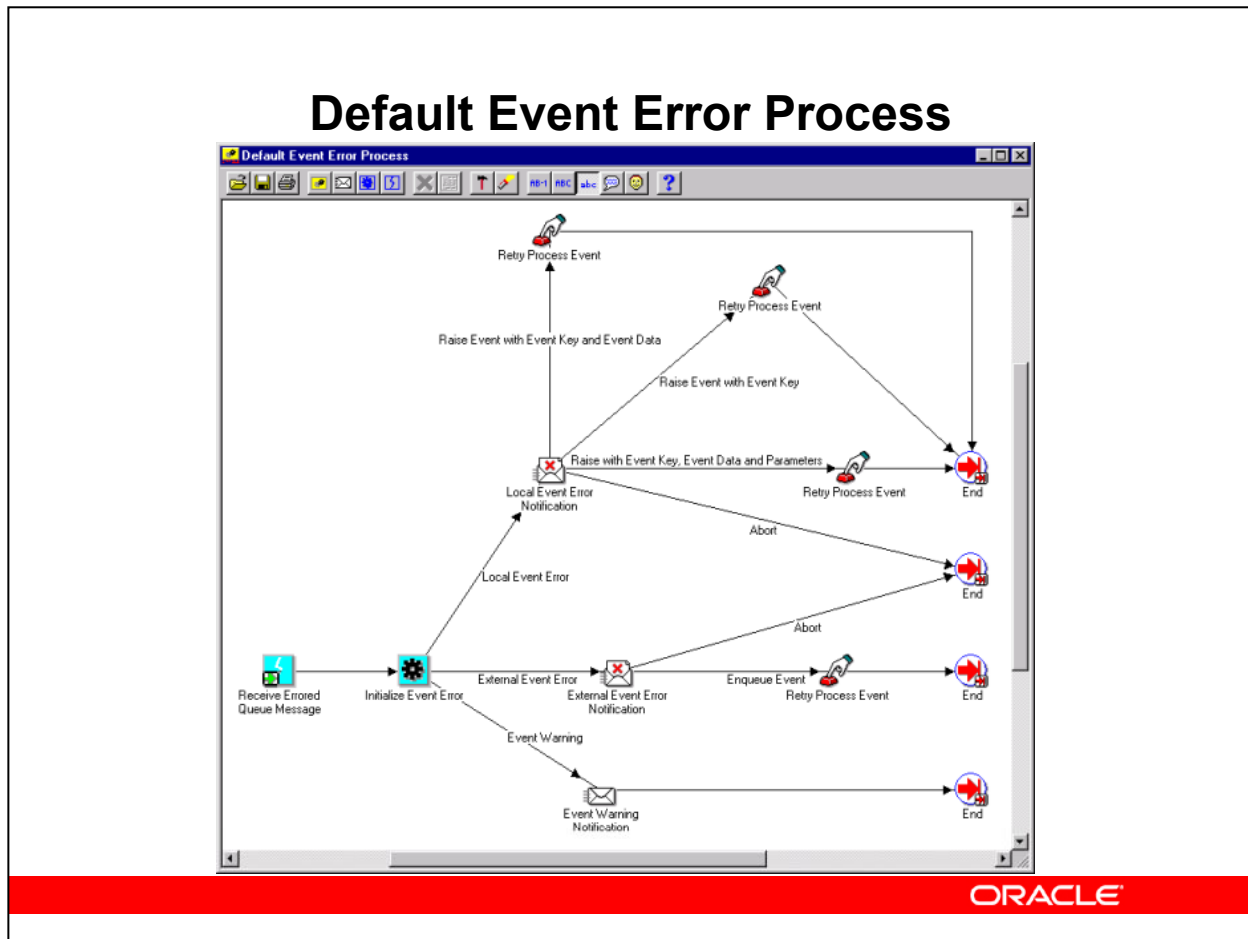 Default Event Error Process
Default Event Error Process
AB-1 ABC abc ?
Retry Process Event
Retry Process Event
Raise Event with Event Key and Event Data
Raise Event with Event Key
Raise with Event Key, Event Data and Parameters
Local Event Error
Notification
Retry Process Event
End
Abort
Local Event Error
End
Abort
Receive Errored
Queue Message
Initialize Event Error
External Event Error
External Event Error
Notification
Enqueue Event
Retry Process Event
End
Event Warning
Event Warning
Notification
End
ORACLE